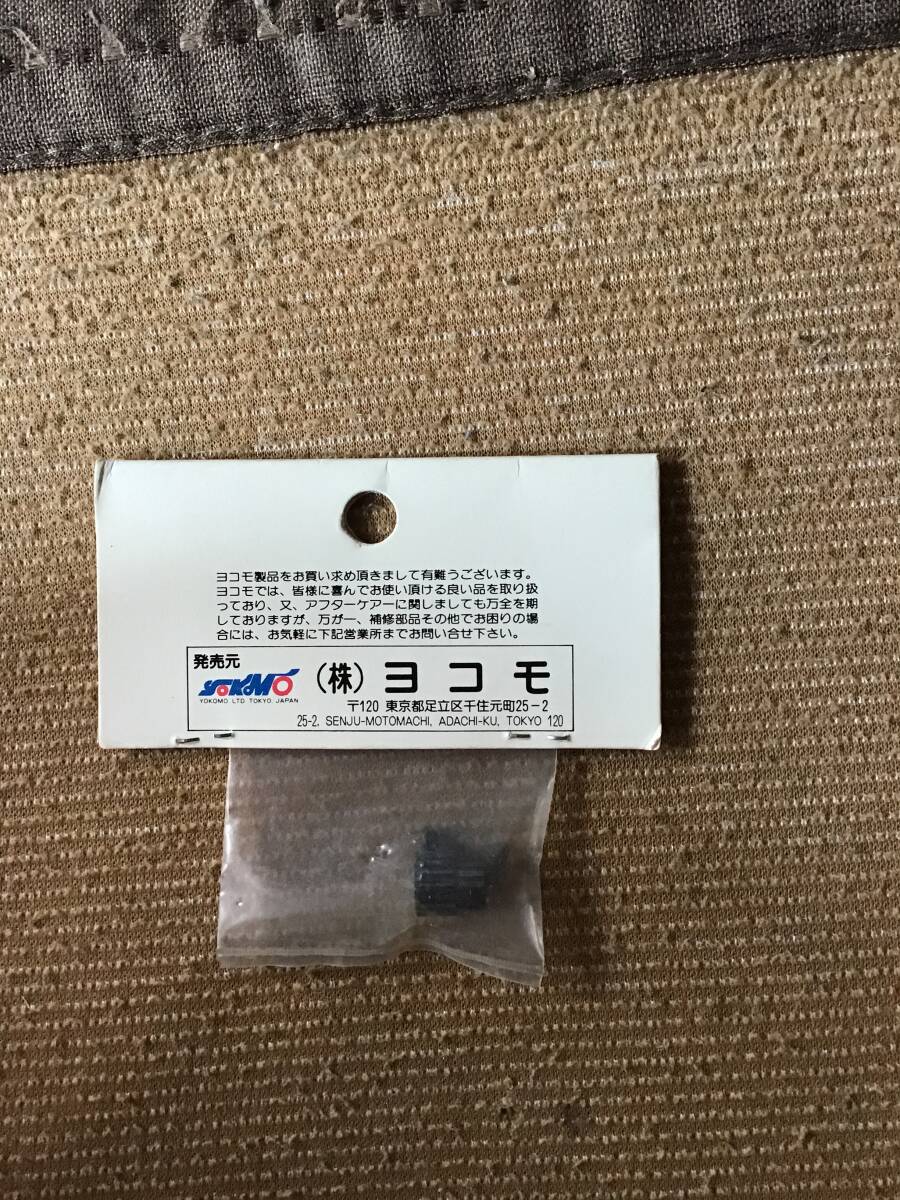 ヨコモ製品をお買い求め頂きまして有難うございます。
ヨコモでは、皆様に喜んでお使い頂ける良い品を取り扱
っており、又、アフターケアーに関しましても万全を期
しておりますが、万が一、補修部品その他でお困りの場
合には、お気軽に下記営業所までお問い合せ下さい。
発売元
YOKOMO
YOKOMO LTD. TOKYO. JAPAN
(株)ヨコモ
〒120 東京都足立区千住元町25-2
25-2. SENJU-MOTOMACHI, ADACHI-KU, TOKYO 120